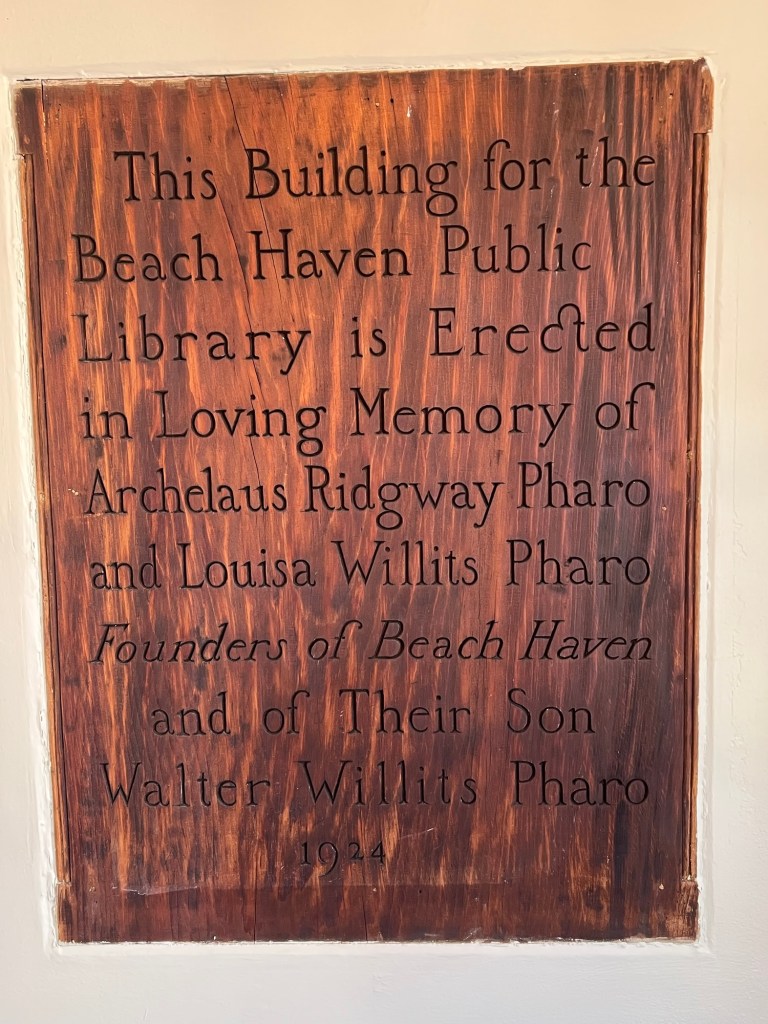 This Building for the
Beach Haven Public
Library is Erected
in Loving Memory of
Archelaus Ridgway Pharo
and Louisa Willits Pharo
Founders of Beach Haven
and of Their Son
Walter Willits Pharo
1924